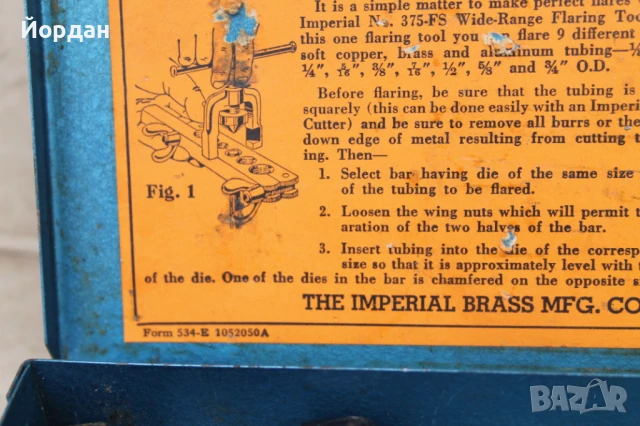 Йордан
It is a simple matter to make perfect flares
Imperial No. 375-FS Wide-Range Flaring Too
this one flaring tool you can flare 9 different
soft copper, brass and aluminum tubing—
¼″, 5/16″, ⅜″, 7/16″, ½″, ⅝″ and ¾″ O.D.
Before flaring, be sure that the tubing is
squarely (this can be done easily with an Imperi
Cutter) and be sure to remove all burrs or the
down edge of metal resulting from cutting t
ing. Then—
1. Select bar having die of the same size
of the tubing to be flared.
Fig. 1
2. Loosen the wing nuts which will permit
aration of the two halves of the bar.
3. Insert tubing into the die of the corresp
size so that it is approximately level with
of the die. One of the dies in the bar is chamfered on the opposite s
THE IMPERIAL BRASS MFG. CO
Form 534-E 1052050A
BAZAR